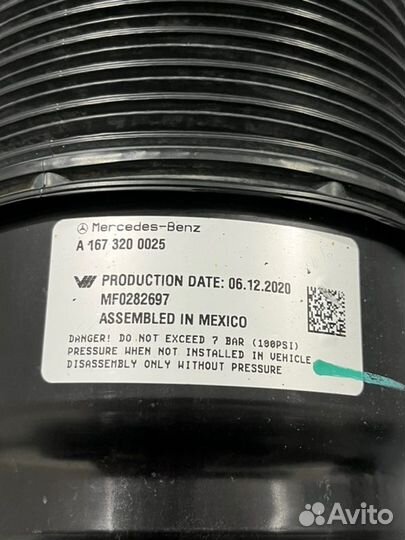 Mercedes-Benz
A 167 320 0025
PRODUCTION DATE: 06.12.2020
MF0282697
ASSEMBLED IN MEXICO
DANGER! DO NOT EXCEED 7 BAR (100PSI)
PRESSURE WHEN NOT INSTALLED IN VEHICLE
DISASSEMBLY ONLY WITHOUT PRESSURE
Avito